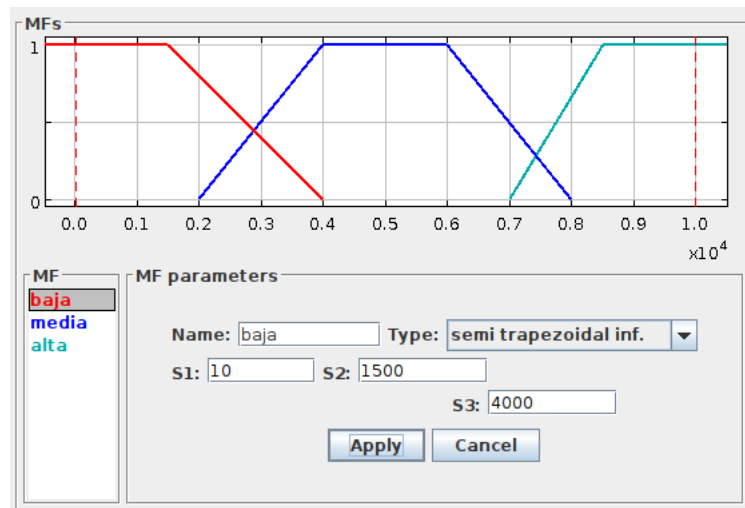 MFs
1
0
0.0 0.1 0.2 0.3 0.4 0.5 0.6 0.7 0.8 0.9 1.0
x10^4
MF
baja
media
alta
MF parameters
Name: baja Type: semi trapezoidal inf.
S1: 10 S2: 1500
S3: 4000
Apply Cancel